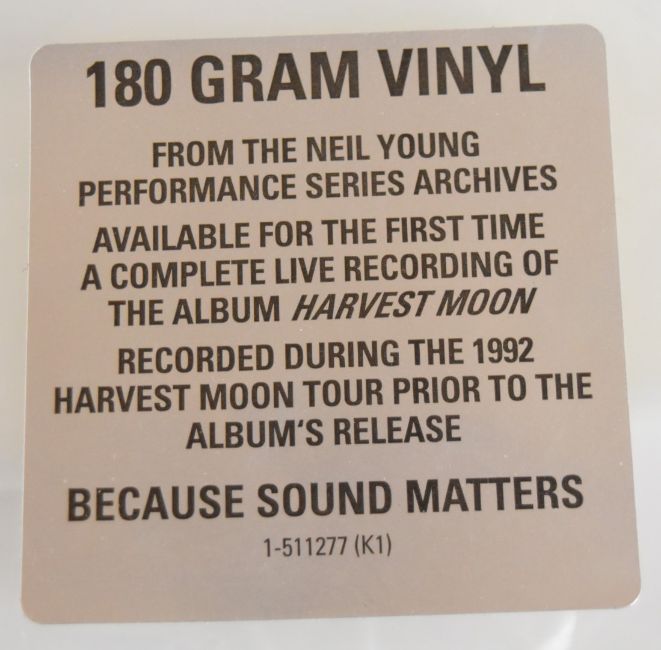 180 GRAM VINYL
FROM THE NEIL YOUNG
PERFORMANCE SERIES ARCHIVES
AVAILABLE FOR THE FIRST TIME
A COMPLETE LIVE RECORDING OF
THE ALBUM HARVEST MOON
RECORDED DURING THE 1992
HARVEST MOON TOUR PRIOR TO THE
ALBUM‘S RELEASE
BECAUSE SOUND MATTERS
1-511277 (K1)